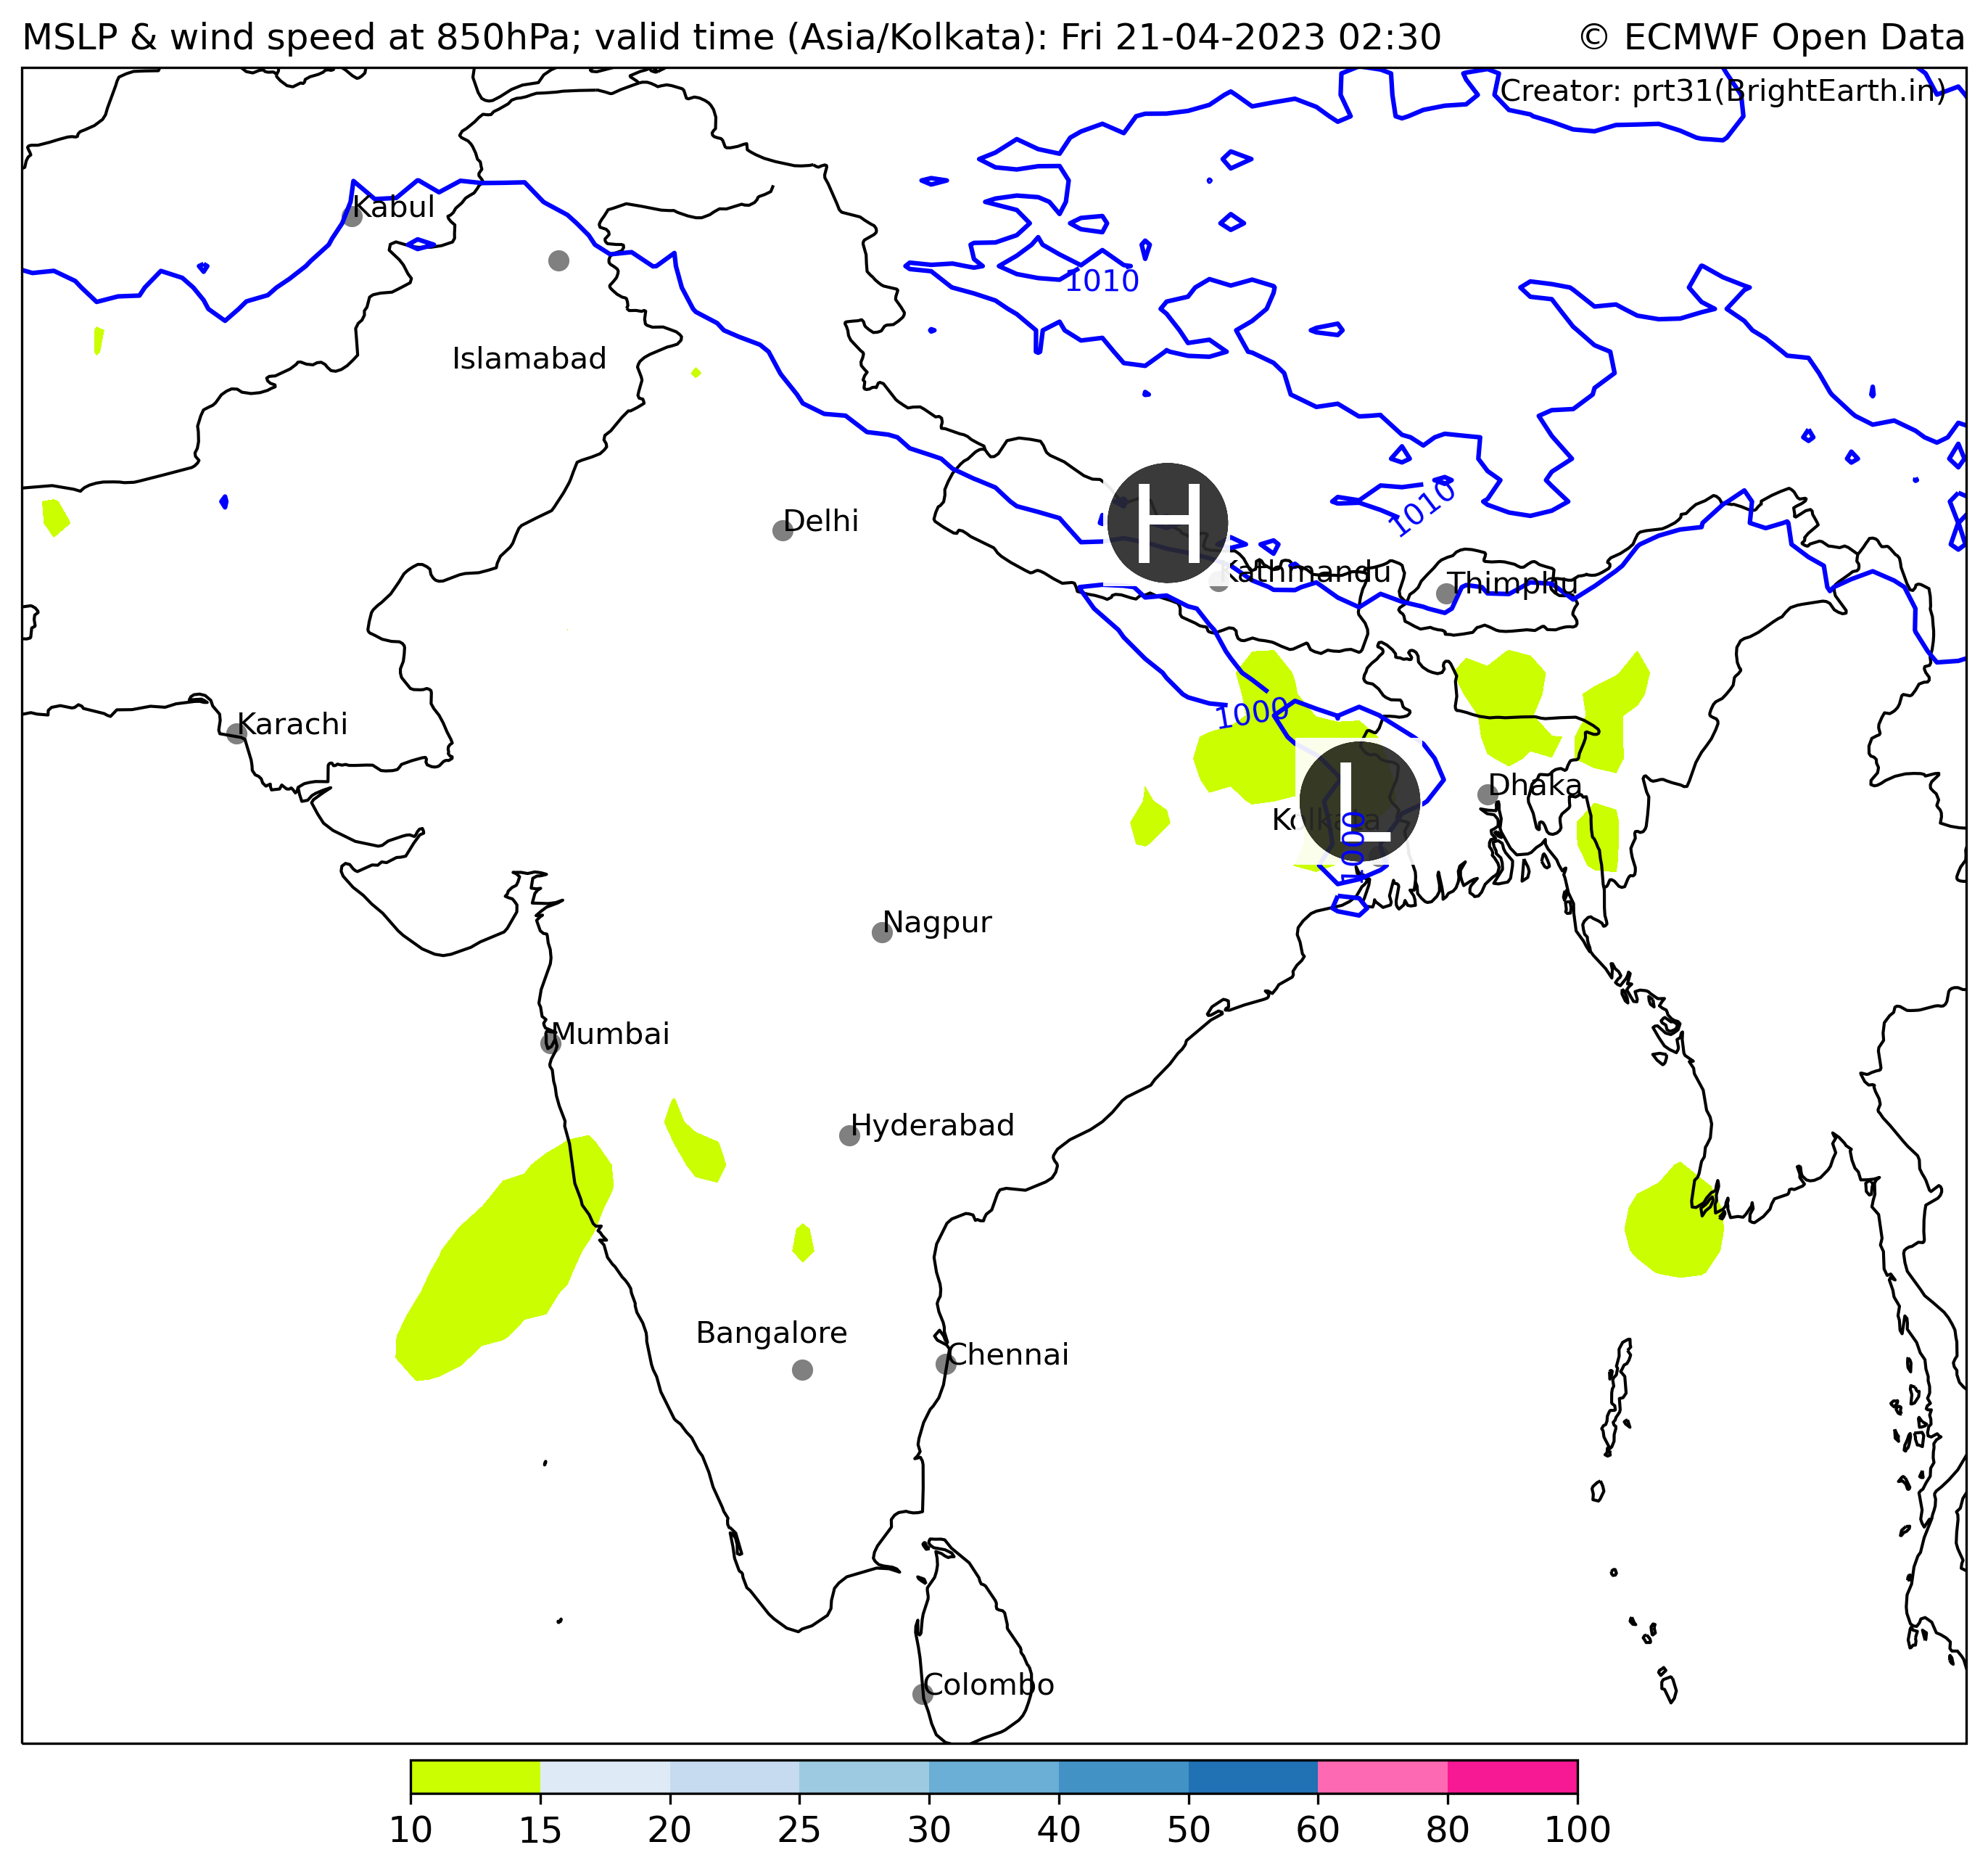 MSLP & wind speed at 850hPa; valid time (Asia/Kolkata): Fri 21-04-2023 02:30
© ECMWF Open Data
Creator: prt31(BrightEarth.in)
Kabul
1010
Islamabad
1010
Delhi
H
Kathmandu
Thimphu
1000
Karachi
Dhaka
L
Kolkata
1000
Nagpur
Mumbai
Hyderabad
Bangalore
Chennai
Colombo
10 15 20 25 30 40 50 60 80 100